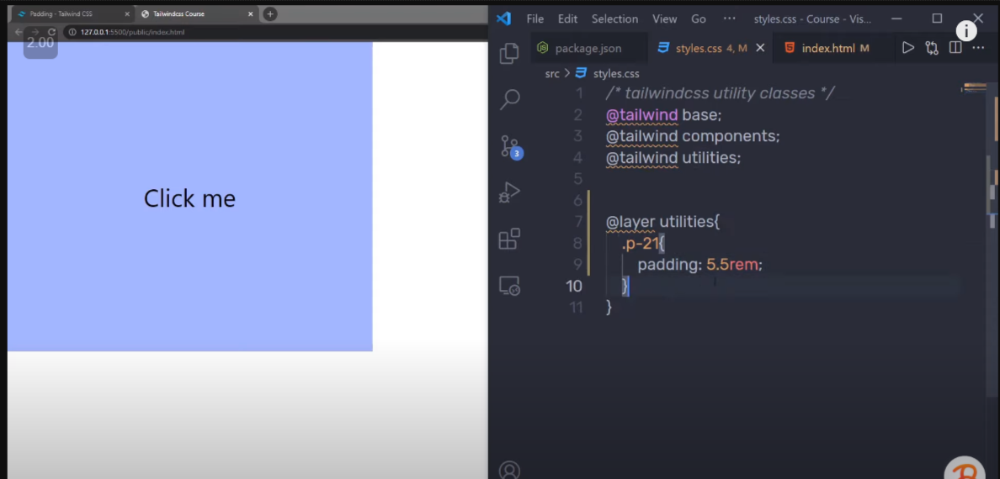 Padding - Tailwind CSS
Tailwindcss Course
127.0.0.1:5500/public/index.html
2.00
Click me
File Edit Selection View Go ··· styles.css - Course - Vis...
package.json
styles.css 4, M
index.html M
src > styles.css
1 /* tailwindcss utility classes */
2 @tailwind base;
3 @tailwind components;
4 @tailwind utilities;
5
6
7 @layer utilities{
8 .p-21{
9 padding: 5.5rem;
10 }
11 }
3
i